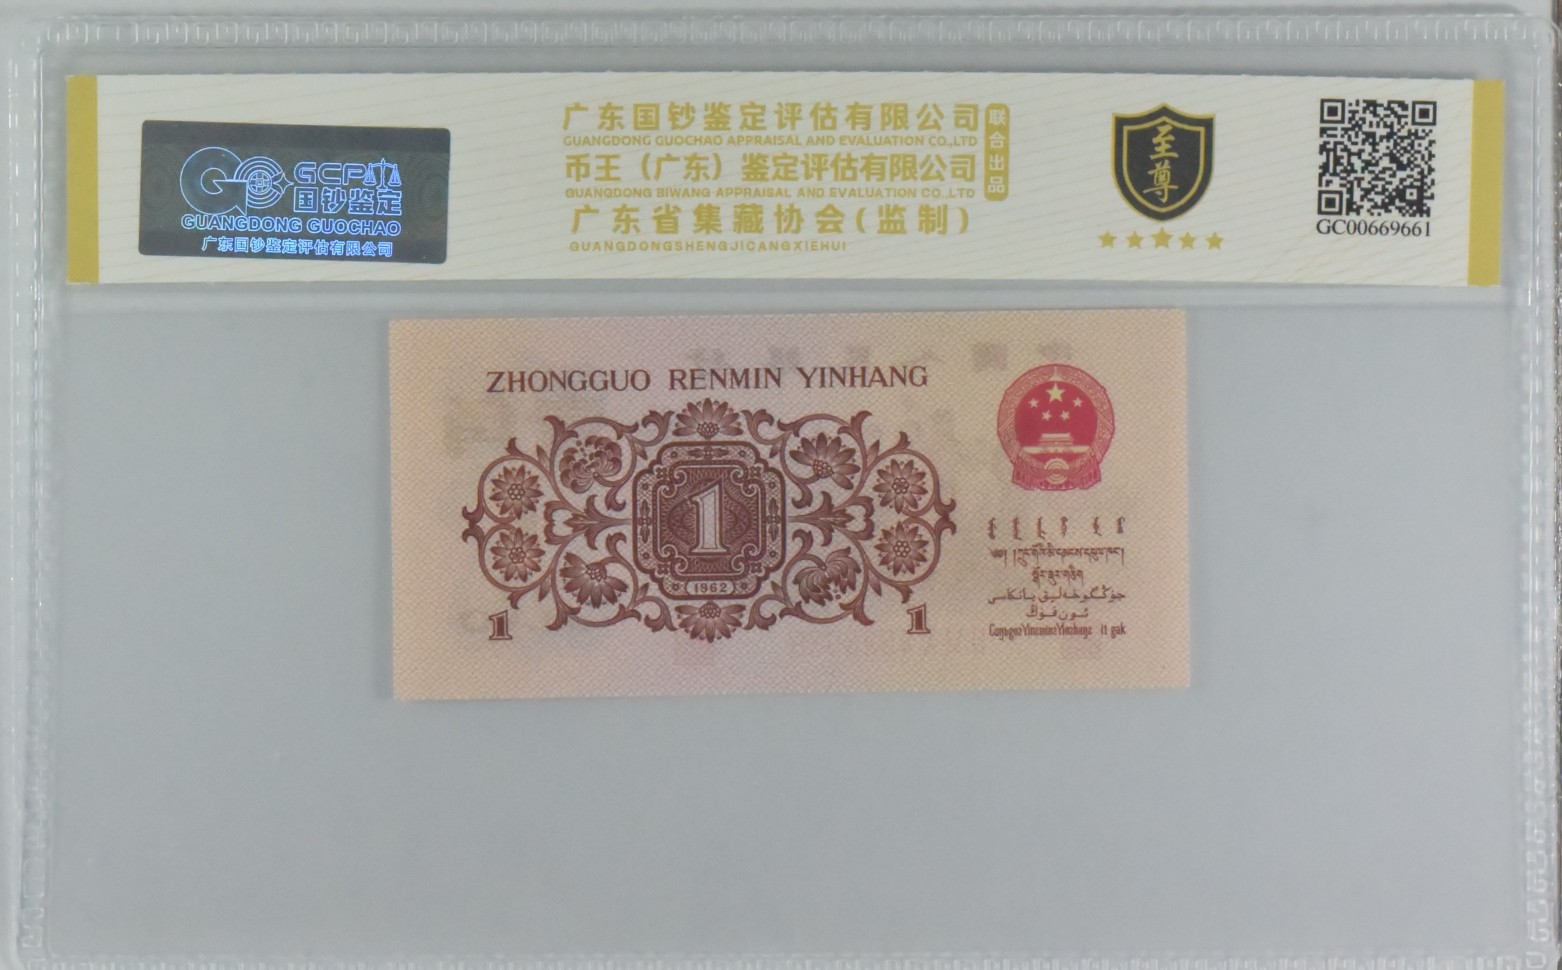 GCP
国钞鉴定
GUANGDONG GUOCHAO
广东国钞鉴定评估有限公司
广东国钞鉴定评估有限公司
GUANGDONG GUOCHAO APPRAISAL AND EVALUATION CO.,LTD
币王（广东）鉴定评估有限公司
GUANGDONG BIWANG APPRAISAL AND EVALUATION CO.,LTD
广东省集藏协会(监制)
GUANGDONGSHENGJICANGXIEHUI
联合出品
至尊
GC00669661
ZHONGGUO RENMIN YINHANG
1
1962
1
1